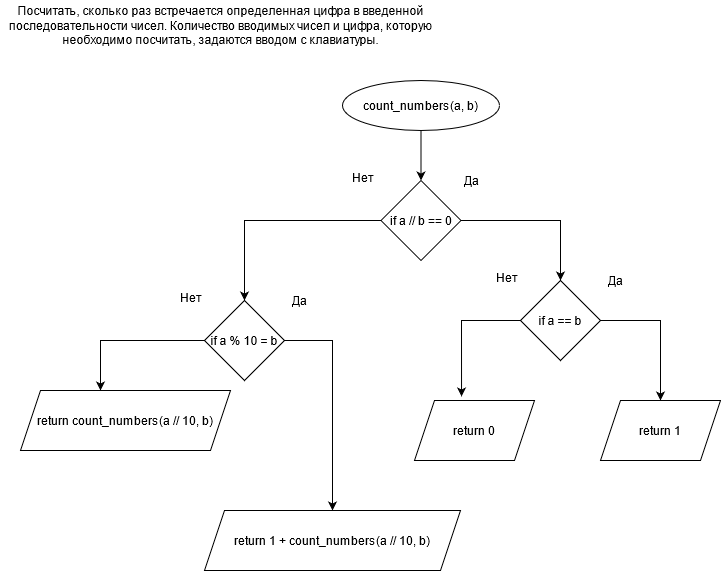 Посчитать, сколько раз встречается определенная цифра в введенной
последовательности чисел. Количество вводимых чисел и цифра, которую
необходимо посчитать, задаются вводом с клавиатуры.
count_numbers(a, b)
Нет
Да
if a // b == 0
Нет
Да
if a == b
Нет
Да
if a % 10 = b
return count_numbers(a // 10, b)
return 0
return 1
return 1 + count_numbers(a // 10, b)